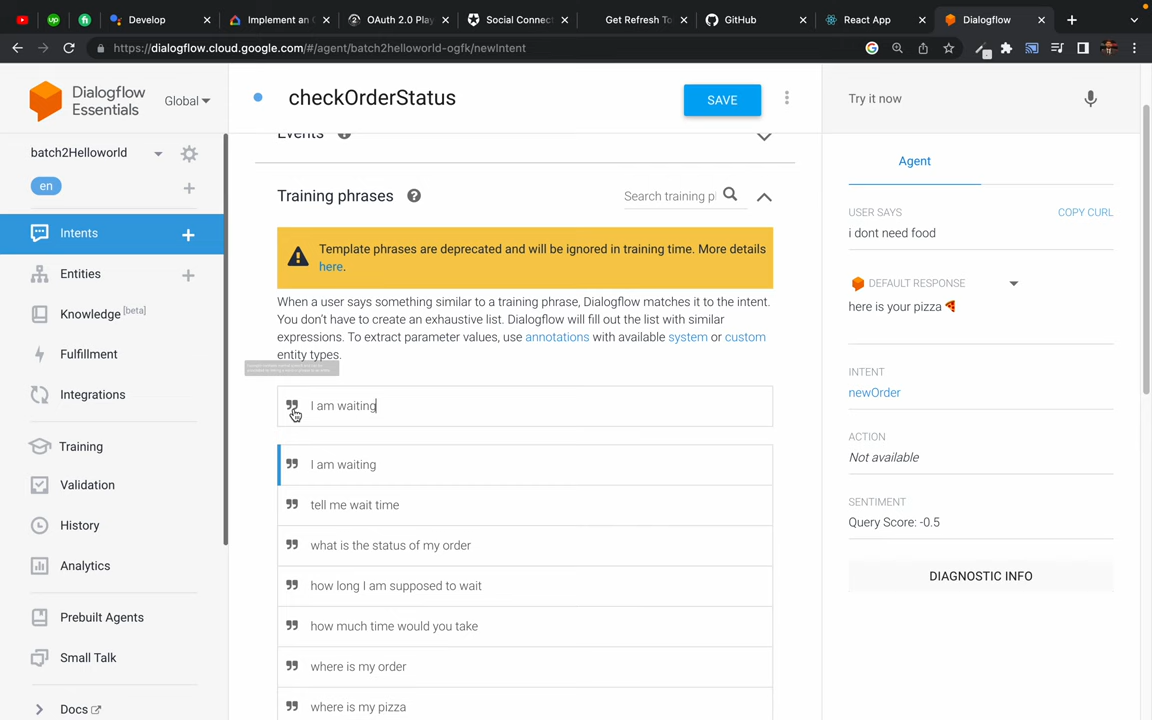 Develop
Implement an C
OAuth 2.0 Play
Social Connect
Get Refresh To
GitHub
React App
Dialogflow
https://dialogflow.cloud.google.com/#/agent/batch2helloworld-ogfk/newIntent
Dialogflow
Essentials
Global
batch2Helloworld
en
Intents
Entities
Knowledge [beta]
Fulfillment
Integrations
Training
Validation
History
Analytics
Prebuilt Agents
Small Talk
Docs
checkOrderStatus
SAVE
Events
Training phrases
Search training p
Template phrases are deprecated and will be ignored in training time. More details
here.
When a user says something similar to a training phrase, Dialogflow matches it to the intent.
You don't have to create an exhaustive list. Dialogflow will fill out the list with similar
expressions. To extract parameter values, use annotations with available system or custom
entity types.
I am waiting
I am waiting
tell me wait time
what is the status of my order
how long I am supposed to wait
how much time would you take
where is my order
where is my pizza
Try it now
Agent
USER SAYS
COPY CURL
i dont need food
DEFAULT RESPONSE
here is your pizza 🍕
INTENT
newOrder
ACTION
Not available
SENTIMENT
Query Score: -0.5
DIAGNOSTIC INFO